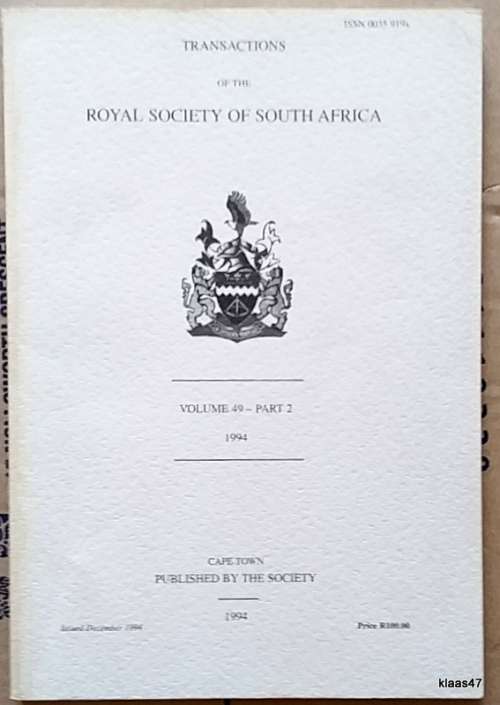 ISSN 0035 919x
TRANSACTIONS
OF THE
ROYAL SOCIETY OF SOUTH AFRICA
VOLUME 49 – PART 2
1994
CAPE TOWN
PUBLISHED BY THE SOCIETY
1994
Issued December 1994
Price R100.00
klaas47